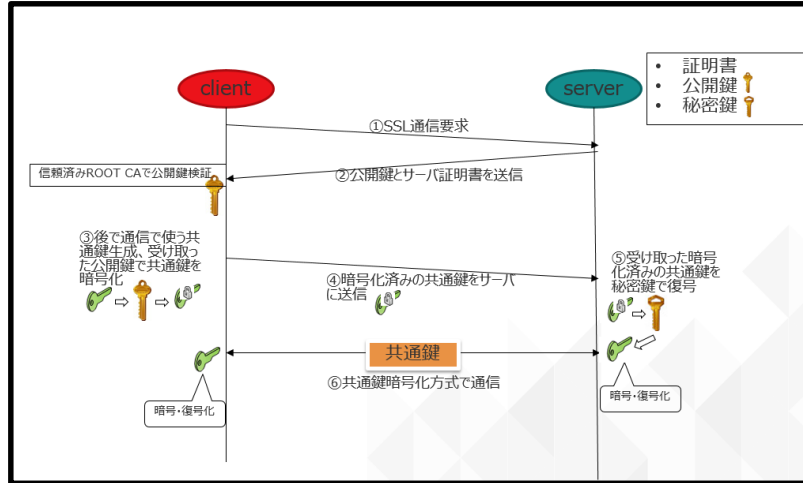 client
server
• 証明書
• 公開鍵
• 秘密鍵
①SSL通信要求
信頼済みROOT CAで公開鍵検証
②公開鍵とサーバ証明書を送信
③後で通信で使う共
通鍵生成、受け取っ
た公開鍵で共通鍵を
暗号化
④暗号化済みの共通鍵をサーバ
に送信
⑤受け取った暗号
化済みの共通鍵を
秘密鍵で復号
共通鍵
⑥共通鍵暗号化方式で通信
暗号・復号化
暗号・復号化